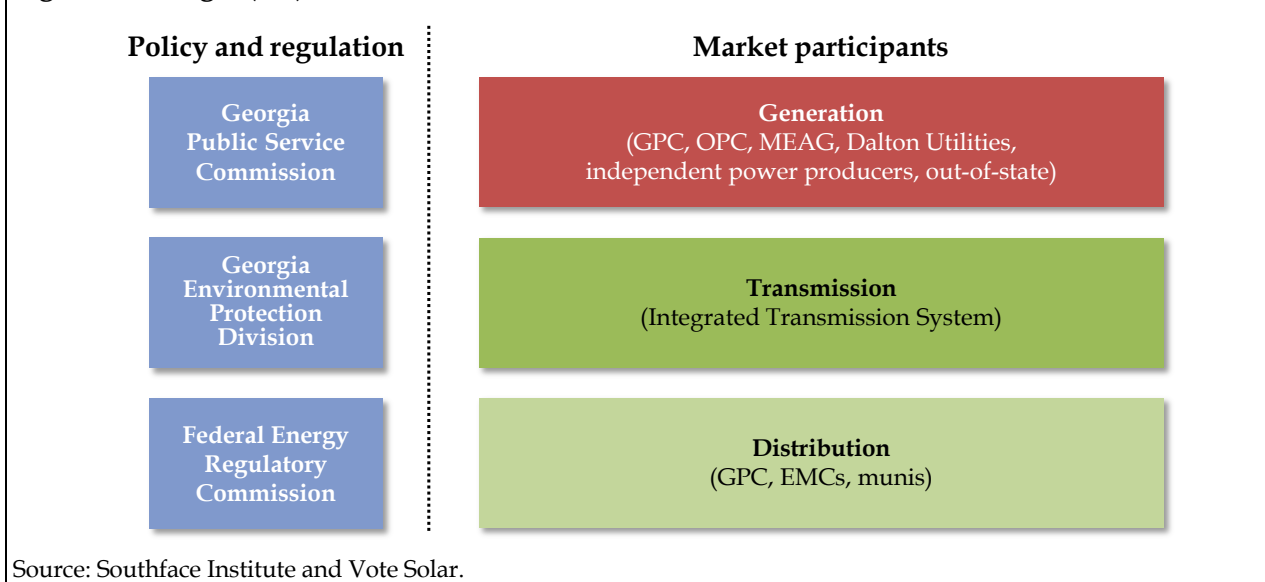 Policy and regulation
Market participants
Georgia
Public Service
Commission
Generation
(GPC, OPC, MEAG, Dalton Utilities,
independent power producers, out-of-state)
Georgia
Environmental
Protection
Division
Transmission
(Integrated Transmission System)
Federal Energy
Regulatory
Commission
Distribution
(GPC, EMCs, munis)
Source: Southface Institute and Vote Solar.